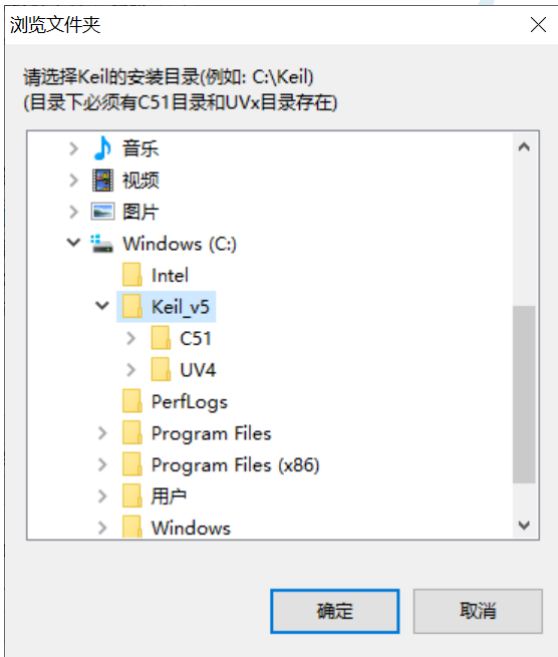 浏览文件夹
请选择Keil的安装目录(例如: C:\Keil)
(目录下必须有C51目录和UVx目录存在)
音乐
视频
图片
Windows (C:)
Intel
Keil_v5
C51
UV4
PerfLogs
Program Files
Program Files (x86)
用户
Windows
确定
取消